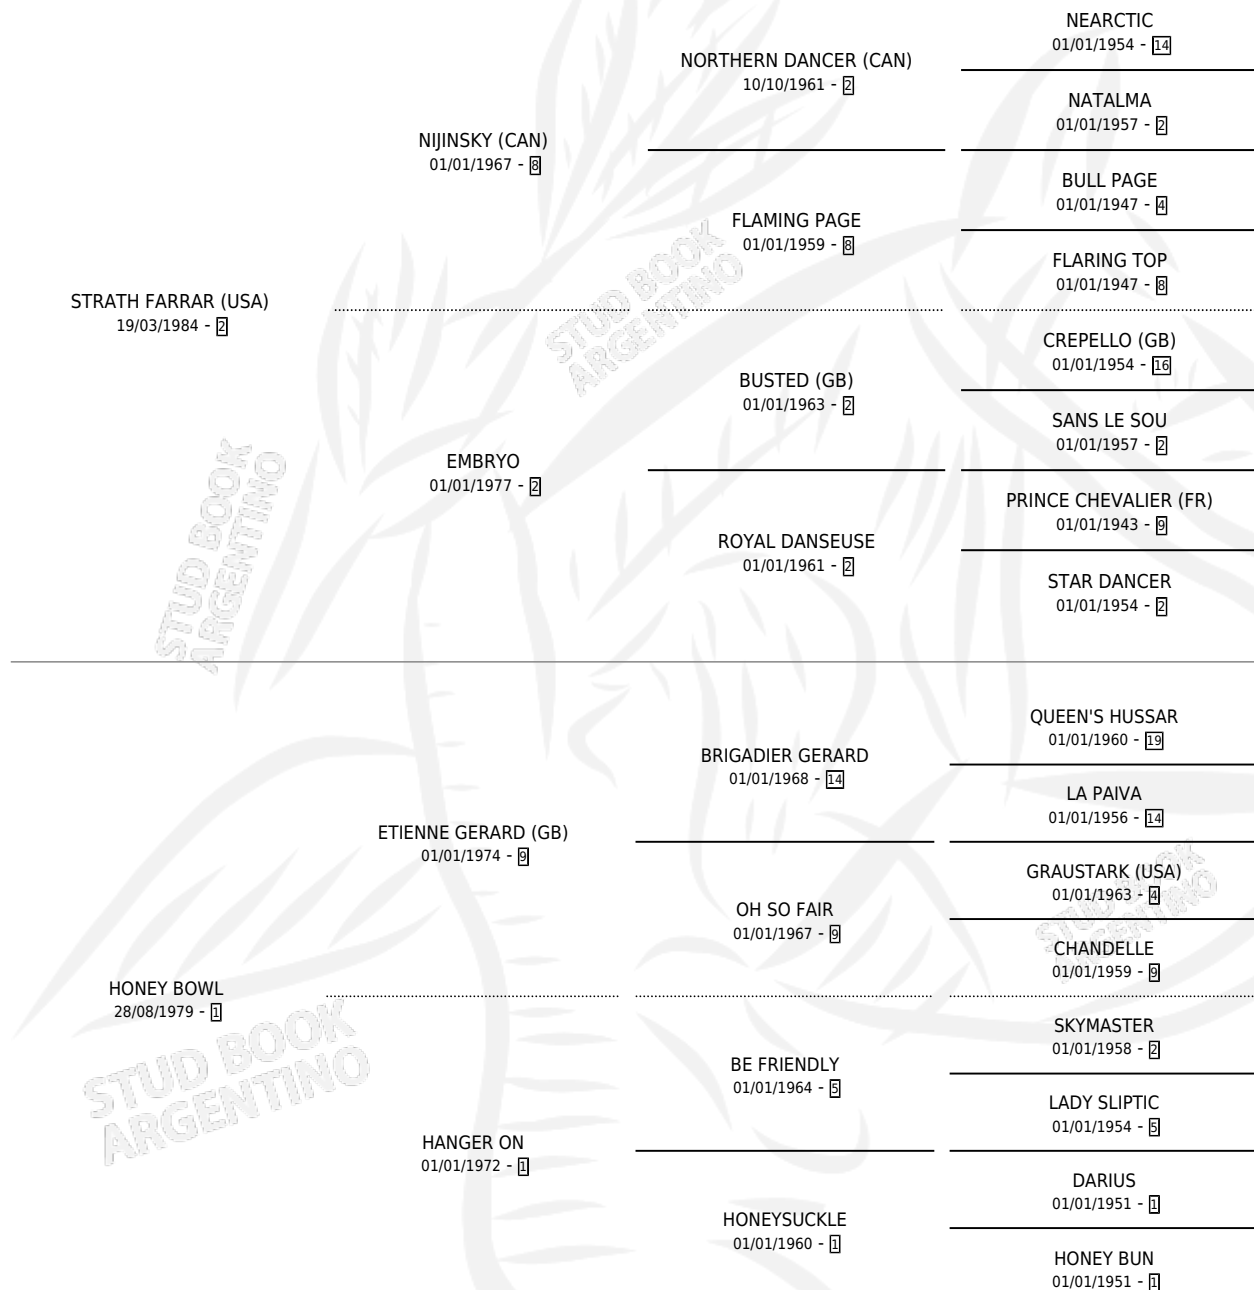 NEARCTIC
01/01/1954 - 14
NORTHERN DANCER (CAN)
10/10/1961 - 2
NATALMA
01/01/1957 - 2
NIJINSKY (CAN)
01/01/1967 - 8
BULL PAGE
01/01/1947 - 4
FLAMING PAGE
01/01/1959 - 8
FLARING TOP
01/01/1947 - 8
STRATH FARRAR (USA)
19/03/1984 - 2
CREPELLO (GB)
01/01/1954 - 16
BUSTED (GB)
01/01/1963 - 2
SANS LE SOU
01/01/1957 - 2
EMBRYO
01/01/1977 - 2
PRINCE CHEVALIER (FR)
01/01/1943 - 9
ROYAL DANSEUSE
01/01/1961 - 2
STAR DANCER
01/01/1954 - 2
STUD BOOK
ARGENTINO
STUD BOOK
ARGENTINO
QUEEN'S HUSSAR
01/01/1960 - 19
BRIGADIER GERARD
01/01/1968 - 14
LA PAIVA
01/01/1956 - 14
ETIENNE GERARD (GB)
01/01/1974 - 9
GRAUSTARK (USA)
01/01/1963 - 4
OH SO FAIR
01/01/1967 - 9
CHANDELLE
01/01/1959 - 9
HONEY BOWL
28/08/1979 - 1
SKYMASTER
01/01/1958 - 2
BE FRIENDLY
01/01/1964 - 5
LADY SLIPTIC
01/01/1954 - 5
HANGER ON
01/01/1972 - 1
DARIUS
01/01/1951 - 1
HONEYSUCKLE
01/01/1960 - 1
HONEY BUN
01/01/1951 - 1
STUD BOOK
ARGENTINO
STUD BOOK
ARGENTINO